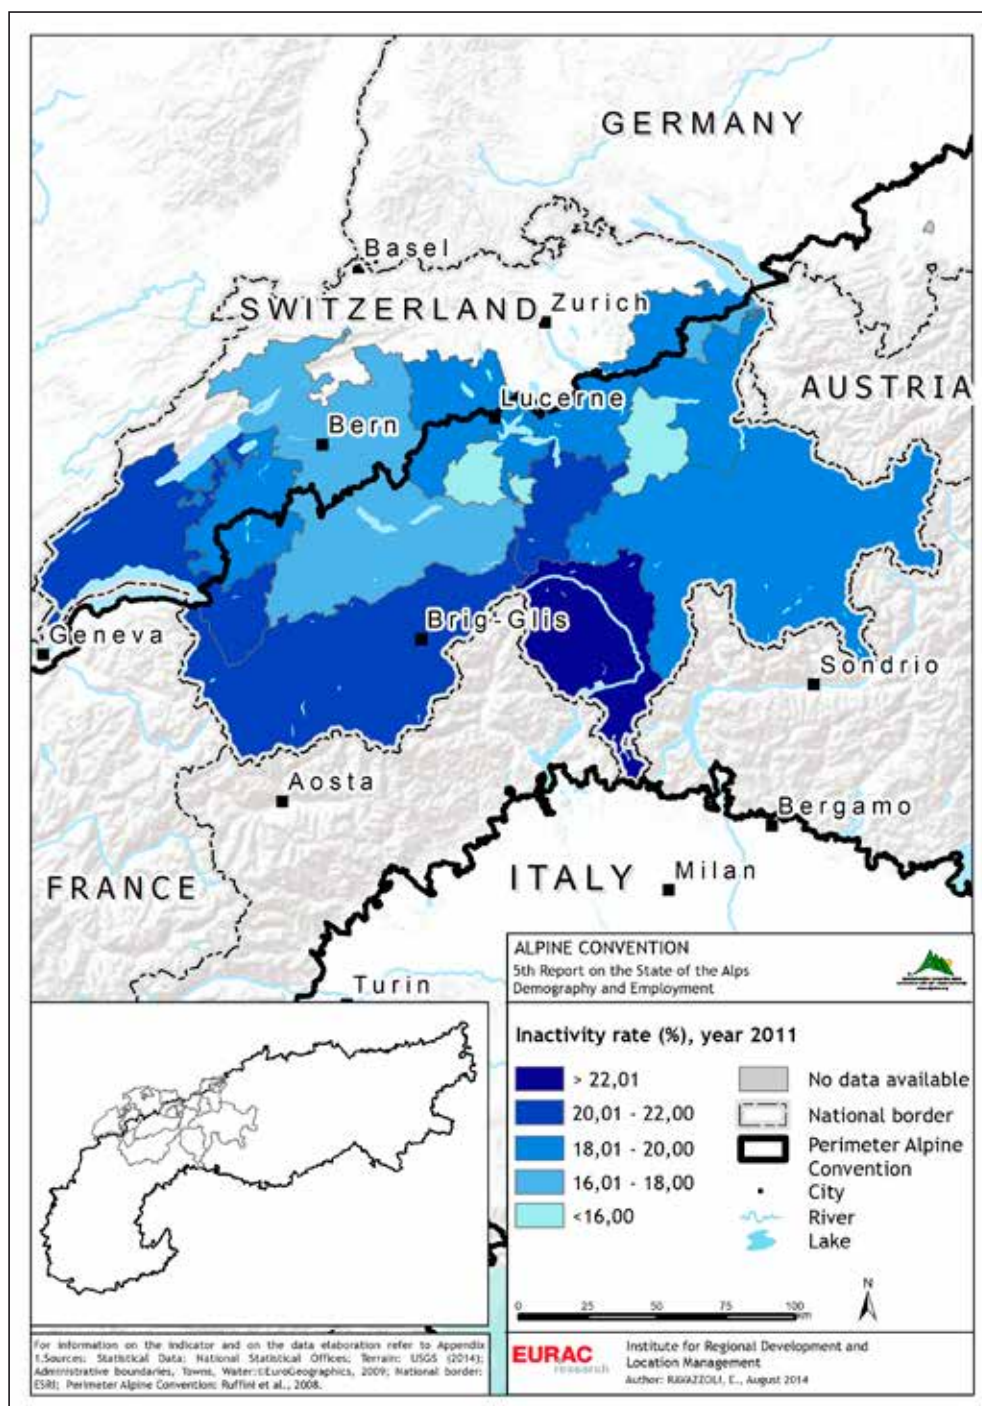 GERMANY
Basel
SWITZERLAND
Zurich
AUSTRIA
Lucerne
Bern
Geneva
Brig-Glis
Sondrio
Aosta
Bergamo
FRANCE
ITALY
Milan
Turin
ALPINE CONVENTION
5th Report on the State of the Alps
Demography and Employment
Inactivity rate (%), year 2011
> 22,01
20,01 - 22,00
18,01 - 20,00
16,01 - 18,00
<16,00
No data available
National border
Perimeter Alpine
Convention
City
River
Lake
N
0 25 50 75 100
km
For information on the indicator and on the data elaboration refer to Appendix
1.Sources: Statistical Data: National Statistical Offices; Terrain: USGS (2014);
Administrative boundaries, Towns, Water:©EuroGeographics, 2009; National border:
ESRI; Perimeter Alpine Convention: Ruffini et al., 2008.
EURAC
research
Institute for Regional Development and
Location Management
Author: RAVAZZOLI, E., August 2014